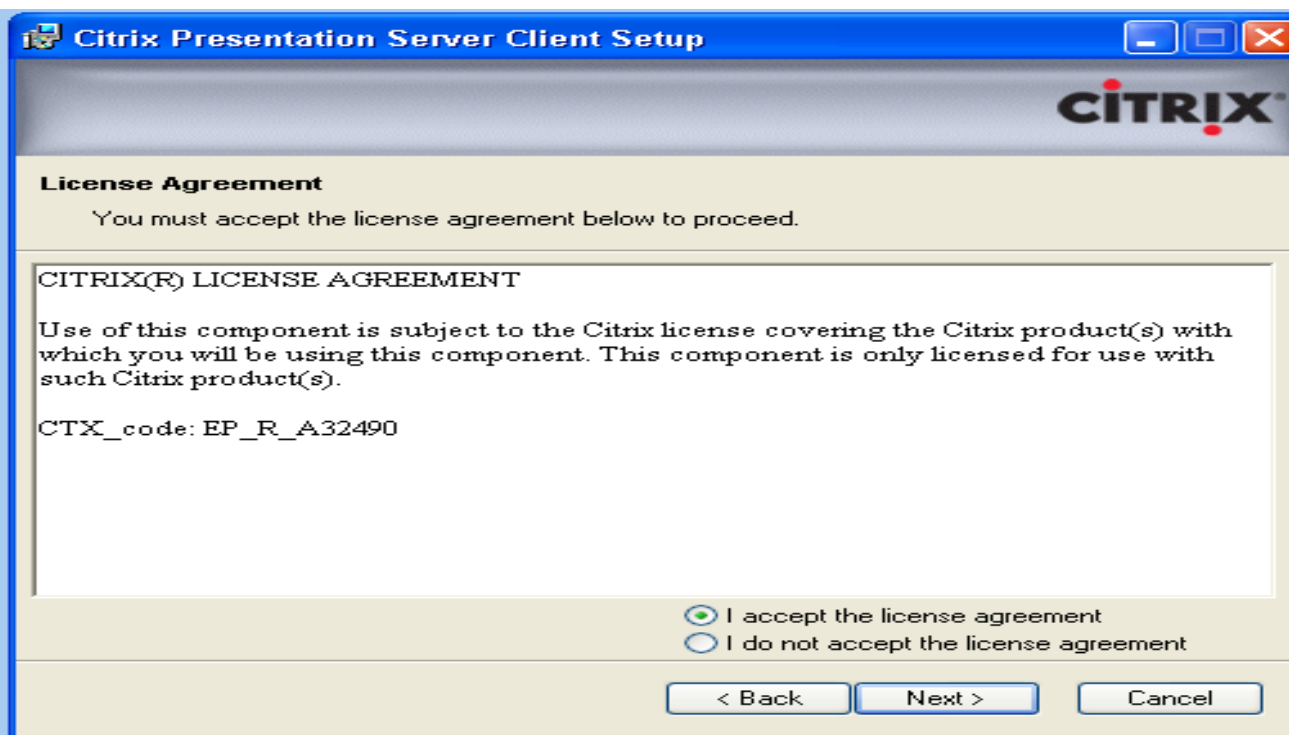 Citrix Presentation Server Client Setup
CİTRỊX
License Agreement
You must accept the license agreement below to proceed.
CITRIX(R) LICENSE AGREEMENT
Use of this component is subject to the Citrix license covering the Citrix product(s) with
which you will be using this component. This component is only licensed for use with
such Citrix product(s).
CTX_code: EP_R_A32490
I accept the license agreement
I do not accept the license agreement
< Back
Next >
Cancel